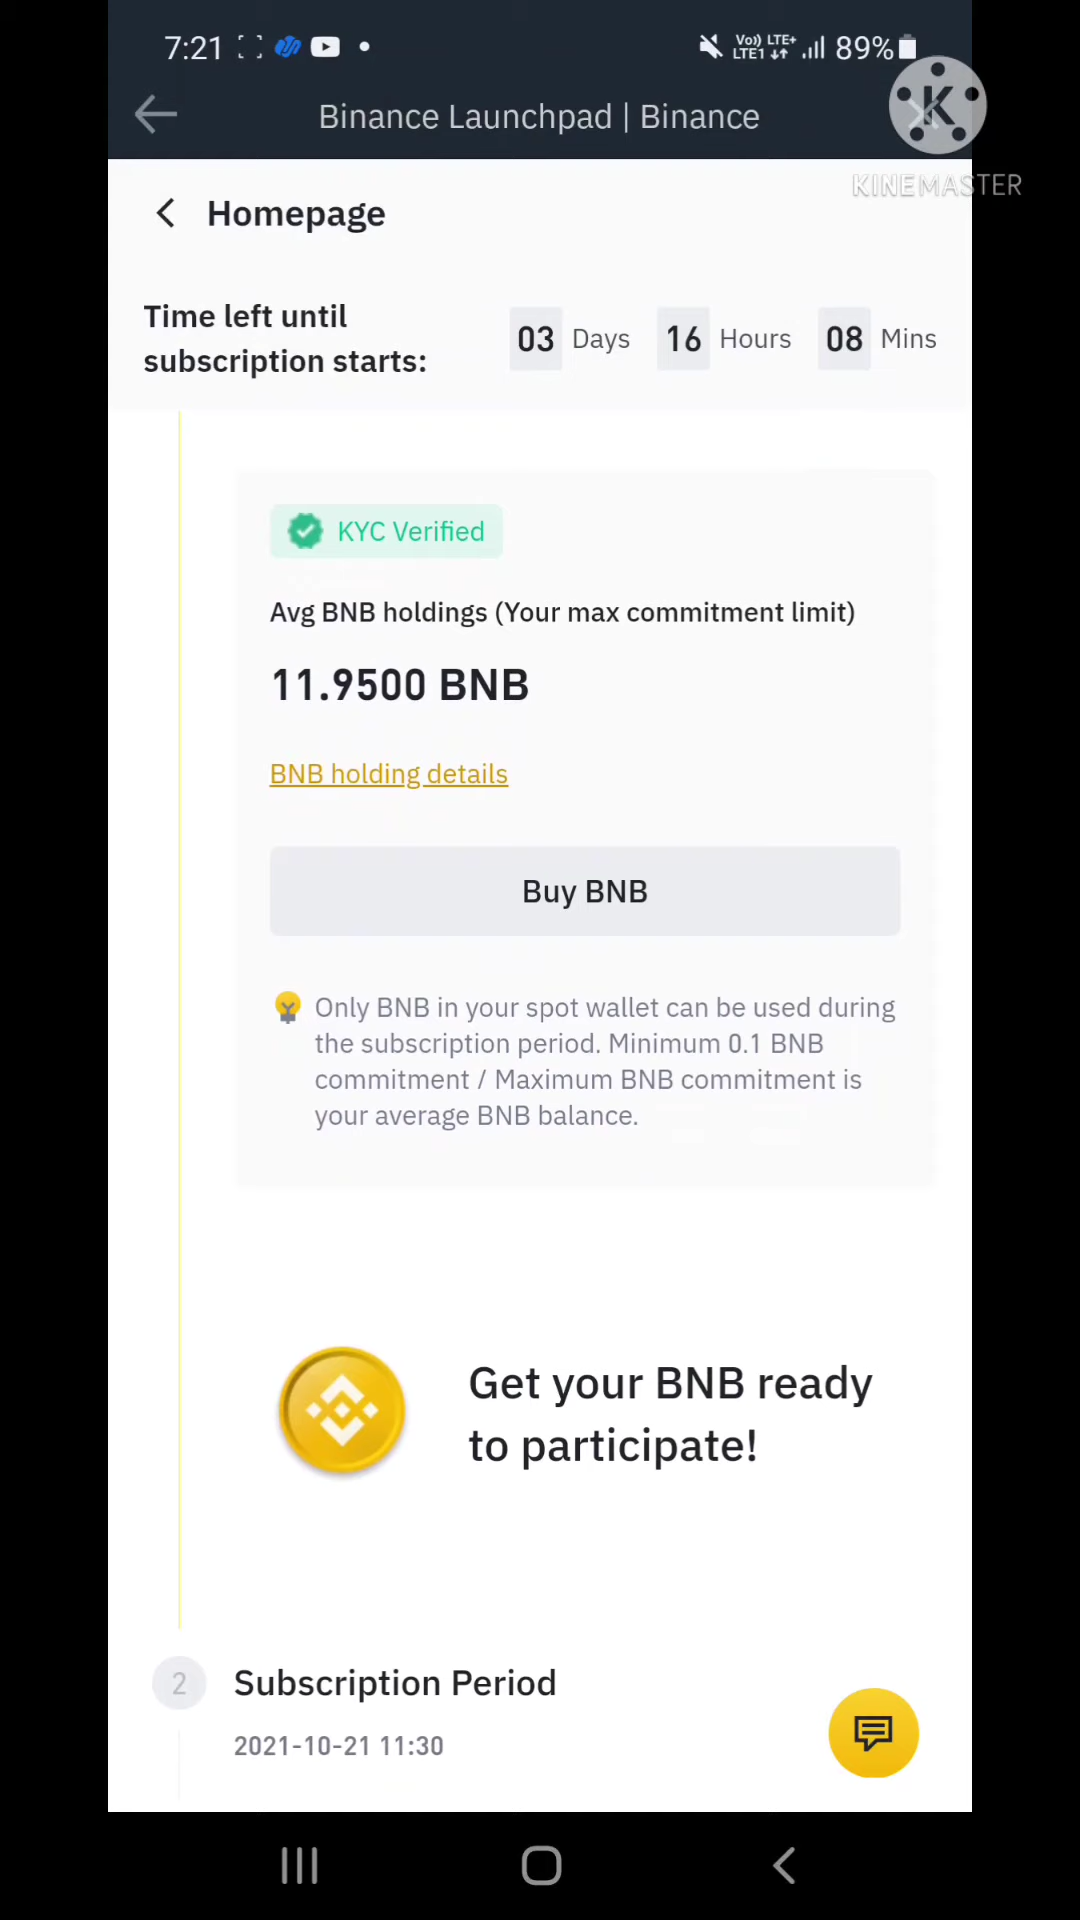 7:21
Vo)) LTE+
LTE1
89%
Binance Launchpad | Binance
K
KINEMASTER
Homepage
Time left until
subscription starts:
03 Days 16 Hours 08 Mins
KYC Verified
Avg BNB holdings (Your max commitment limit)
11.9500 BNB
BNB holding details
Buy BNB
Only BNB in your spot wallet can be used during
the subscription period. Minimum 0.1 BNB
commitment / Maximum BNB commitment is
your average BNB balance.
Get your BNB ready
to participate!
2 Subscription Period
2021-10-21 11:30